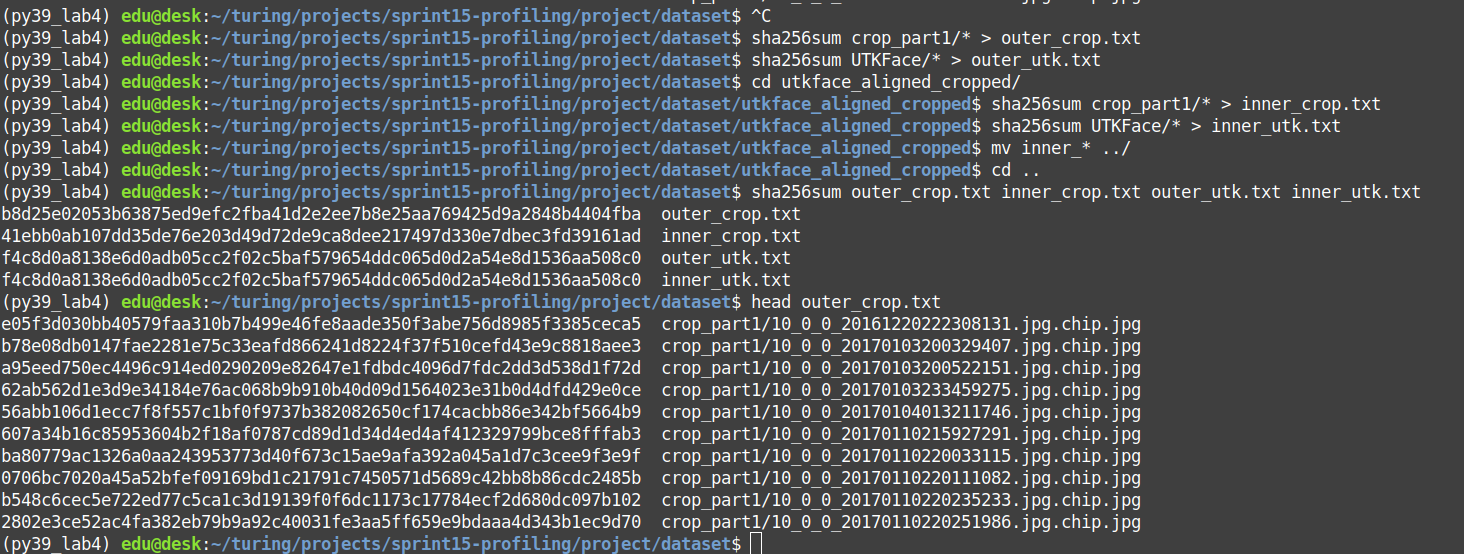 (py39_lab4) edu@desk:~/turing/projects/sprint15-profiling/project/dataset$ ^C
(py39_lab4) edu@desk:~/turing/projects/sprint15-profiling/project/dataset$ sha256sum crop_part1/* > outer_crop.txt
(py39_lab4) edu@desk:~/turing/projects/sprint15-profiling/project/dataset$ sha256sum UTKFace/* > outer_utk.txt
(py39_lab4) edu@desk:~/turing/projects/sprint15-profiling/project/dataset$ cd utkface_aligned_cropped/
(py39_lab4) edu@desk:~/turing/projects/sprint15-profiling/project/dataset/utkface_aligned_cropped$ sha256sum crop_part1/* > inner_crop.txt
(py39_lab4) edu@desk:~/turing/projects/sprint15-profiling/project/dataset/utkface_aligned_cropped$ sha256sum UTKFace/* > inner_utk.txt
(py39_lab4) edu@desk:~/turing/projects/sprint15-profiling/project/dataset/utkface_aligned_cropped$ mv inner_* ../
(py39_lab4) edu@desk:~/turing/projects/sprint15-profiling/project/dataset/utkface_aligned_cropped$ cd ..
(py39_lab4) edu@desk:~/turing/projects/sprint15-profiling/project/dataset$ sha256sum outer_crop.txt inner_crop.txt outer_utk.txt inner_utk.txt
b8d25e02053b63875ed9efc2fba41d2e2ee7b8e25aa769425d9a2848b4404fba  outer_crop.txt
41ebb0ab107dd35de76e203d49d72de9ca8dee217497d330e7dbec3fd39161ad  inner_crop.txt
f4c8d0a8138e6d0adb05cc2f02c5baf579654ddc065d0d2a54e8d1536aa508c0  outer_utk.txt
f4c8d0a8138e6d0adb05cc2f02c5baf579654ddc065d0d2a54e8d1536aa508c0  inner_utk.txt
(py39_lab4) edu@desk:~/turing/projects/sprint15-profiling/project/dataset$ head outer_crop.txt
e05f3d030bb40579faa310b7b499e46fe8aade350f3abe756d8985f3385ceca5  crop_part1/10_0_0_20161220222308131.jpg.chip.jpg
b78e08db0147fae2281e75c33eafd866241d8224f37f510cefd43e9c8818aee3  crop_part1/10_0_0_20170103200329407.jpg.chip.jpg
a95eed750ec4496c914ed0290209e82647e1fdbdc4096d7fdc2dd3d538d1f72d  crop_part1/10_0_0_20170103200522151.jpg.chip.jpg
62ab562d1e3d9e34184e76ac068b9b910b40d09d1564023e31b0d4dfd429e0ce  crop_part1/10_0_0_20170103233459275.jpg.chip.jpg
56abb106d1ecc7f8f557c1bf0f9737b382082650cf174cacbb86e342bf5664b9  crop_part1/10_0_0_20170104013211746.jpg.chip.jpg
607a34b16c85953604b2f18af0787cd89d1d34d4ed4af412329799bce8fffab3  crop_part1/10_0_0_20170110215927291.jpg.chip.jpg
ba80779ac1326a0aa243953773d40f673c15ae9afa392a045a1d7c3cee9f3e9f  crop_part1/10_0_0_20170110220033115.jpg.chip.jpg
0706bc7020a45a52bfef09169bd1c21791c7450571d5689c42bb8b86cdc2485b  crop_part1/10_0_0_20170110220111082.jpg.chip.jpg
b548c6cec5e722ed77c5ca1c3d19139f0f6dc1173c17784ecf2d680dc097b102  crop_part1/10_0_0_20170110220235233.jpg.chip.jpg
2802e3ce52ac4fa382eb79b9a92c40031fe3aa5ff659e9bdaaa4d343b1ec9d70  crop_part1/10_0_0_20170110220251986.jpg.chip.jpg
(py39_lab4) edu@desk:~/turing/projects/sprint15-profiling/project/dataset$